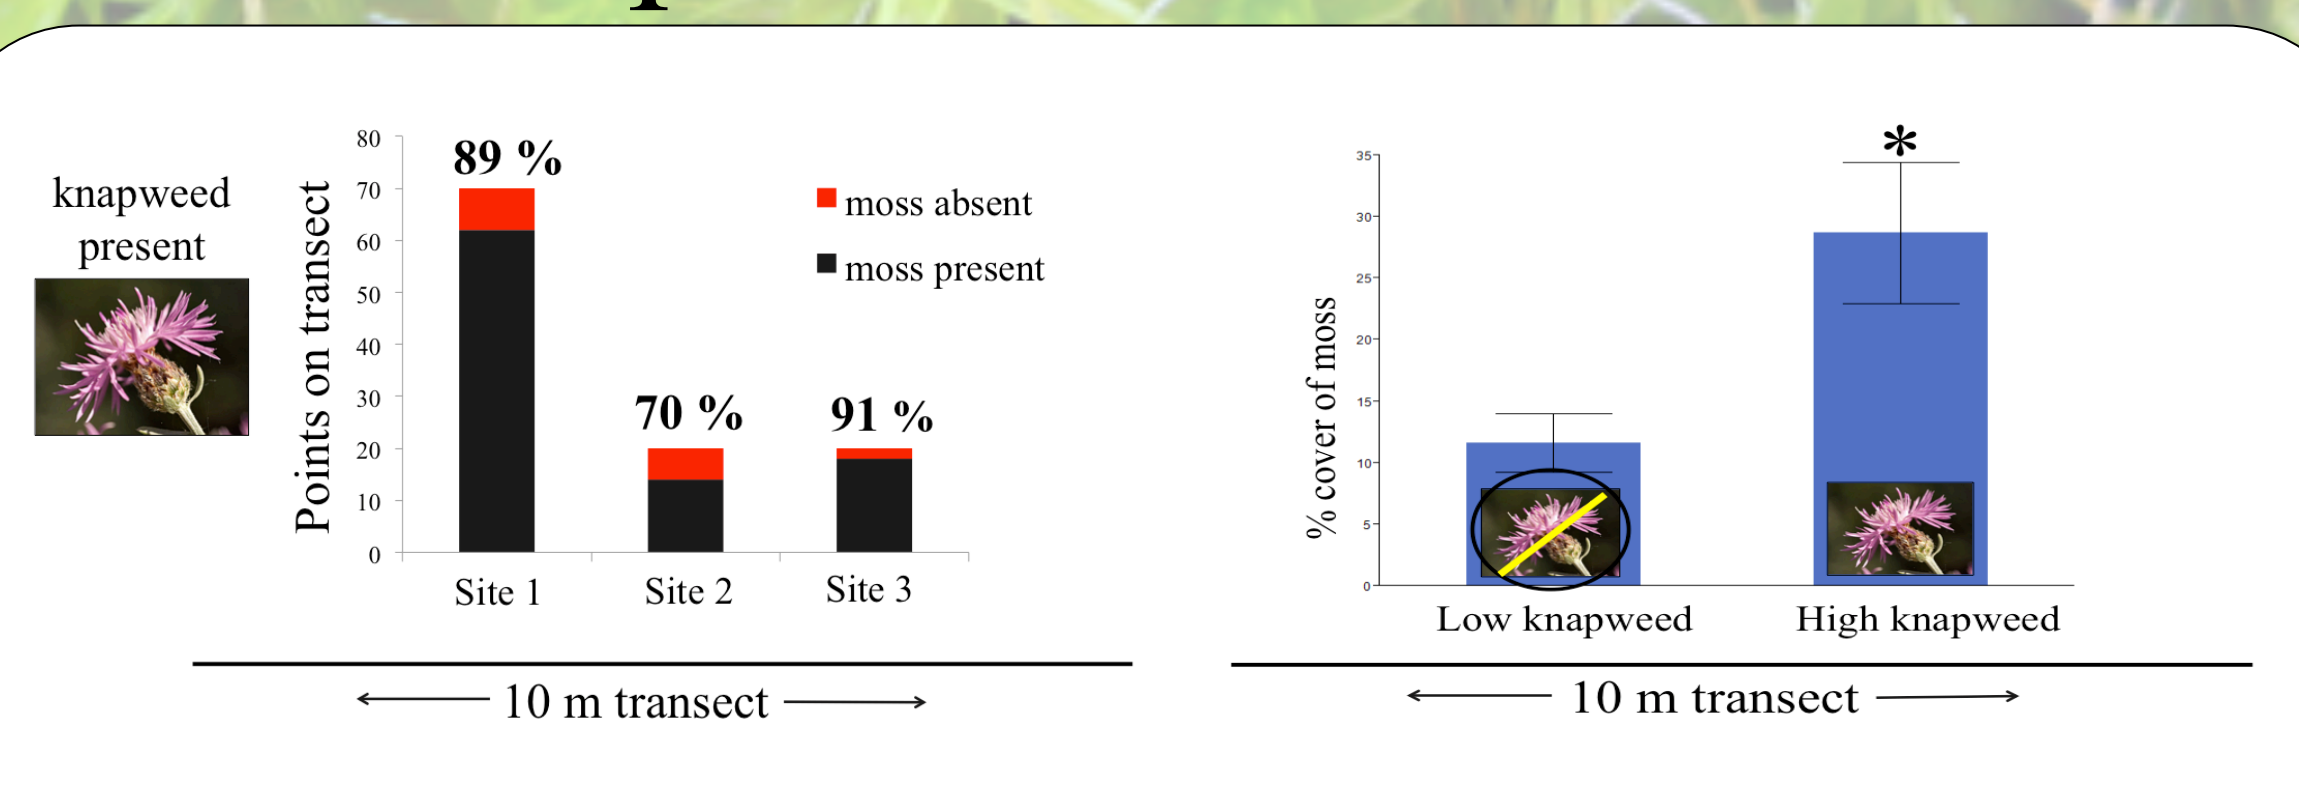 knapweed
present
Points on transect
80
70
60
50
40
30
20
10
0
89 %
70 %
91 %
moss absent
moss present
Site 1
Site 2
Site 3
10 m transect
% cover of moss
35
30
25
20
15
10
5
0
*
Low knapweed
High knapweed
10 m transect